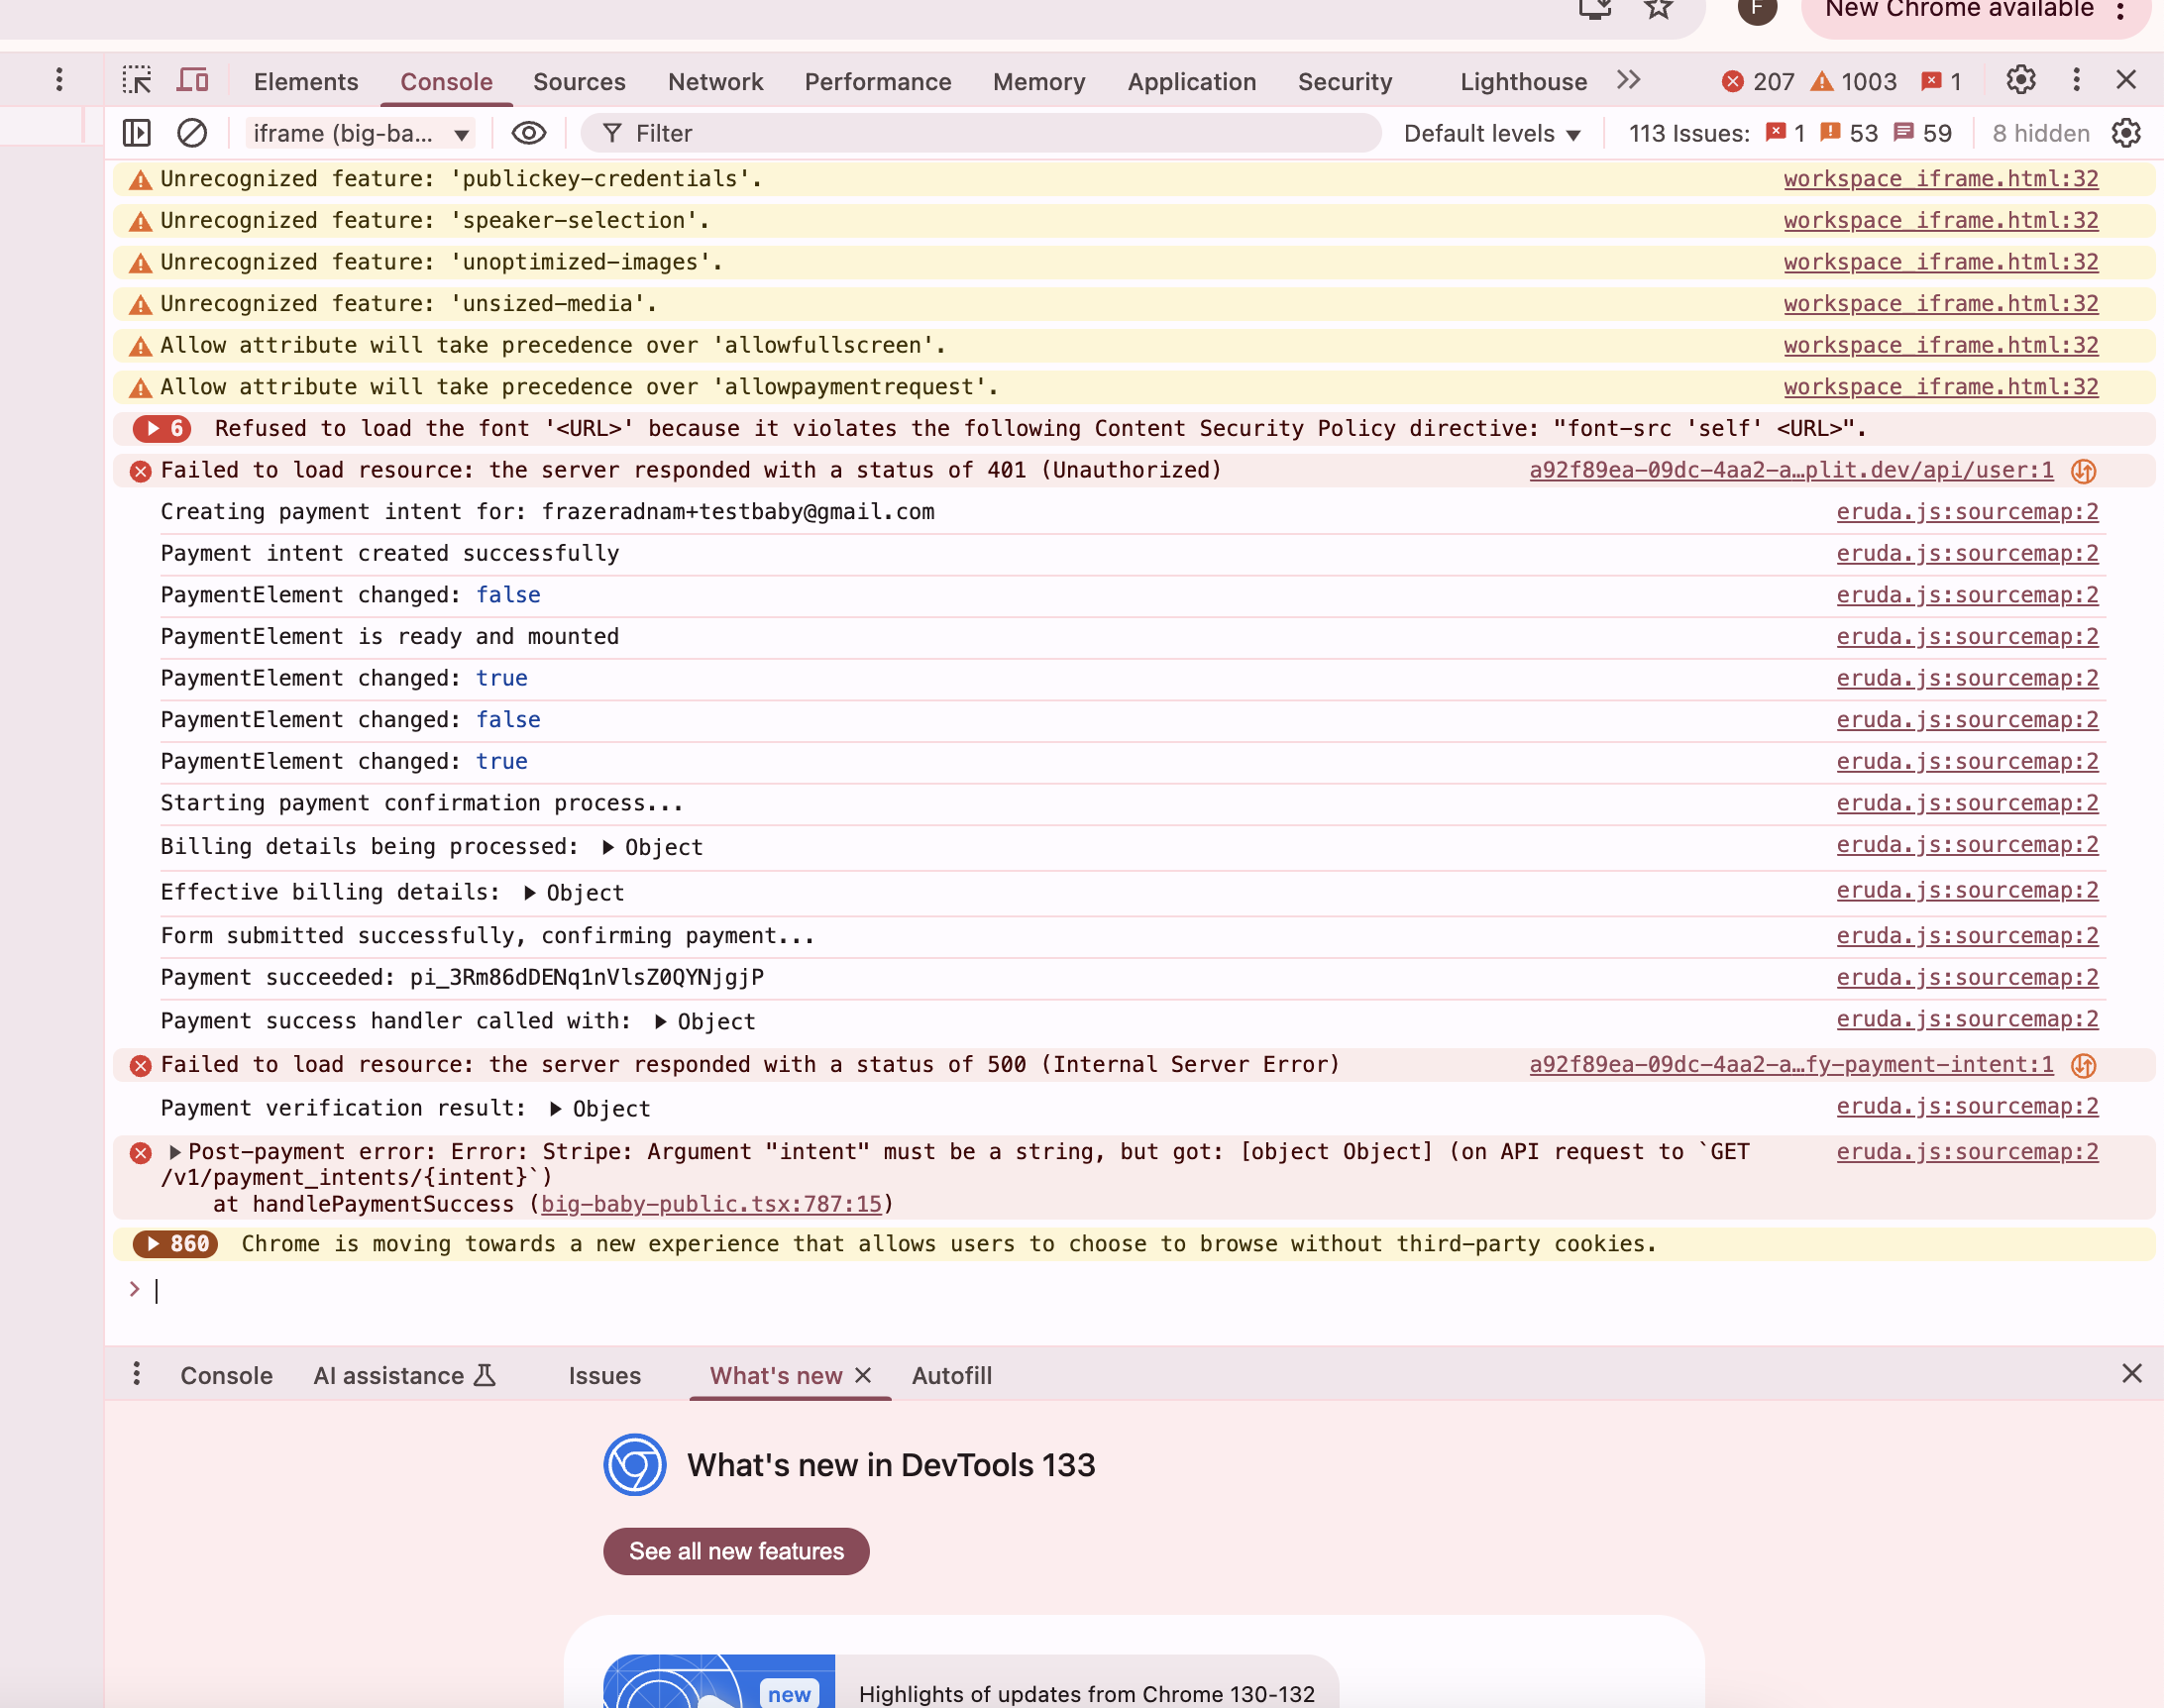 F
New Chrome available
Elements
Console
Sources
Network
Performance
Memory
Application
Security
Lighthouse
207
1003
1
iframe (big-ba...
Filter
Default levels
113 Issues: 1 53 59
8 hidden
Unrecognized feature: 'publickey-credentials'. workspace_iframe.html:32
Unrecognized feature: 'speaker-selection'. workspace_iframe.html:32
Unrecognized feature: 'unoptimized-images'. workspace_iframe.html:32
Unrecognized feature: 'unsized-media'. workspace_iframe.html:32
Allow attribute will take precedence over 'allowfullscreen'. workspace_iframe.html:32
Allow attribute will take precedence over 'allowpaymentrequest'. workspace_iframe.html:32
6 Refused to load the font '<URL>' because it violates the following Content Security Policy directive: "font-src 'self' <URL>".
Failed to load resource: the server responded with a status of 401 (Unauthorized) a92f89ea-09dc-4aa2-a…plit.dev/api/user:1
Creating payment intent for: frazeradnam+testbaby@gmail.com eruda.js:sourcemap:2
Payment intent created successfully eruda.js:sourcemap:2
PaymentElement changed: false eruda.js:sourcemap:2
PaymentElement is ready and mounted eruda.js:sourcemap:2
PaymentElement changed: true eruda.js:sourcemap:2
PaymentElement changed: false eruda.js:sourcemap:2
PaymentElement changed: true eruda.js:sourcemap:2
Starting payment confirmation process... eruda.js:sourcemap:2
Billing details being processed: Object eruda.js:sourcemap:2
Effective billing details: Object eruda.js:sourcemap:2
Form submitted successfully, confirming payment... eruda.js:sourcemap:2
Payment succeeded: pi_3Rm86dDENq1nVlsZ0QYNjgjP eruda.js:sourcemap:2
Payment success handler called with: Object eruda.js:sourcemap:2
Failed to load resource: the server responded with a status of 500 (Internal Server Error) a92f89ea-09dc-4aa2-a…fy-payment-intent:1
Payment verification result: Object eruda.js:sourcemap:2
Post-payment error: Error: Stripe: Argument "intent" must be a string, but got: [object Object] (on API request to `GET eruda.js:sourcemap:2
/v1/payment_intents/{intent}`)
at handlePaymentSuccess (big-baby-public.tsx:787:15)
860 Chrome is moving towards a new experience that allows users to choose to browse without third-party cookies.
Console
AI assistance
Issues
What's new
Autofill
What's new in DevTools 133
See all new features
new
Highlights of updates from Chrome 130-132